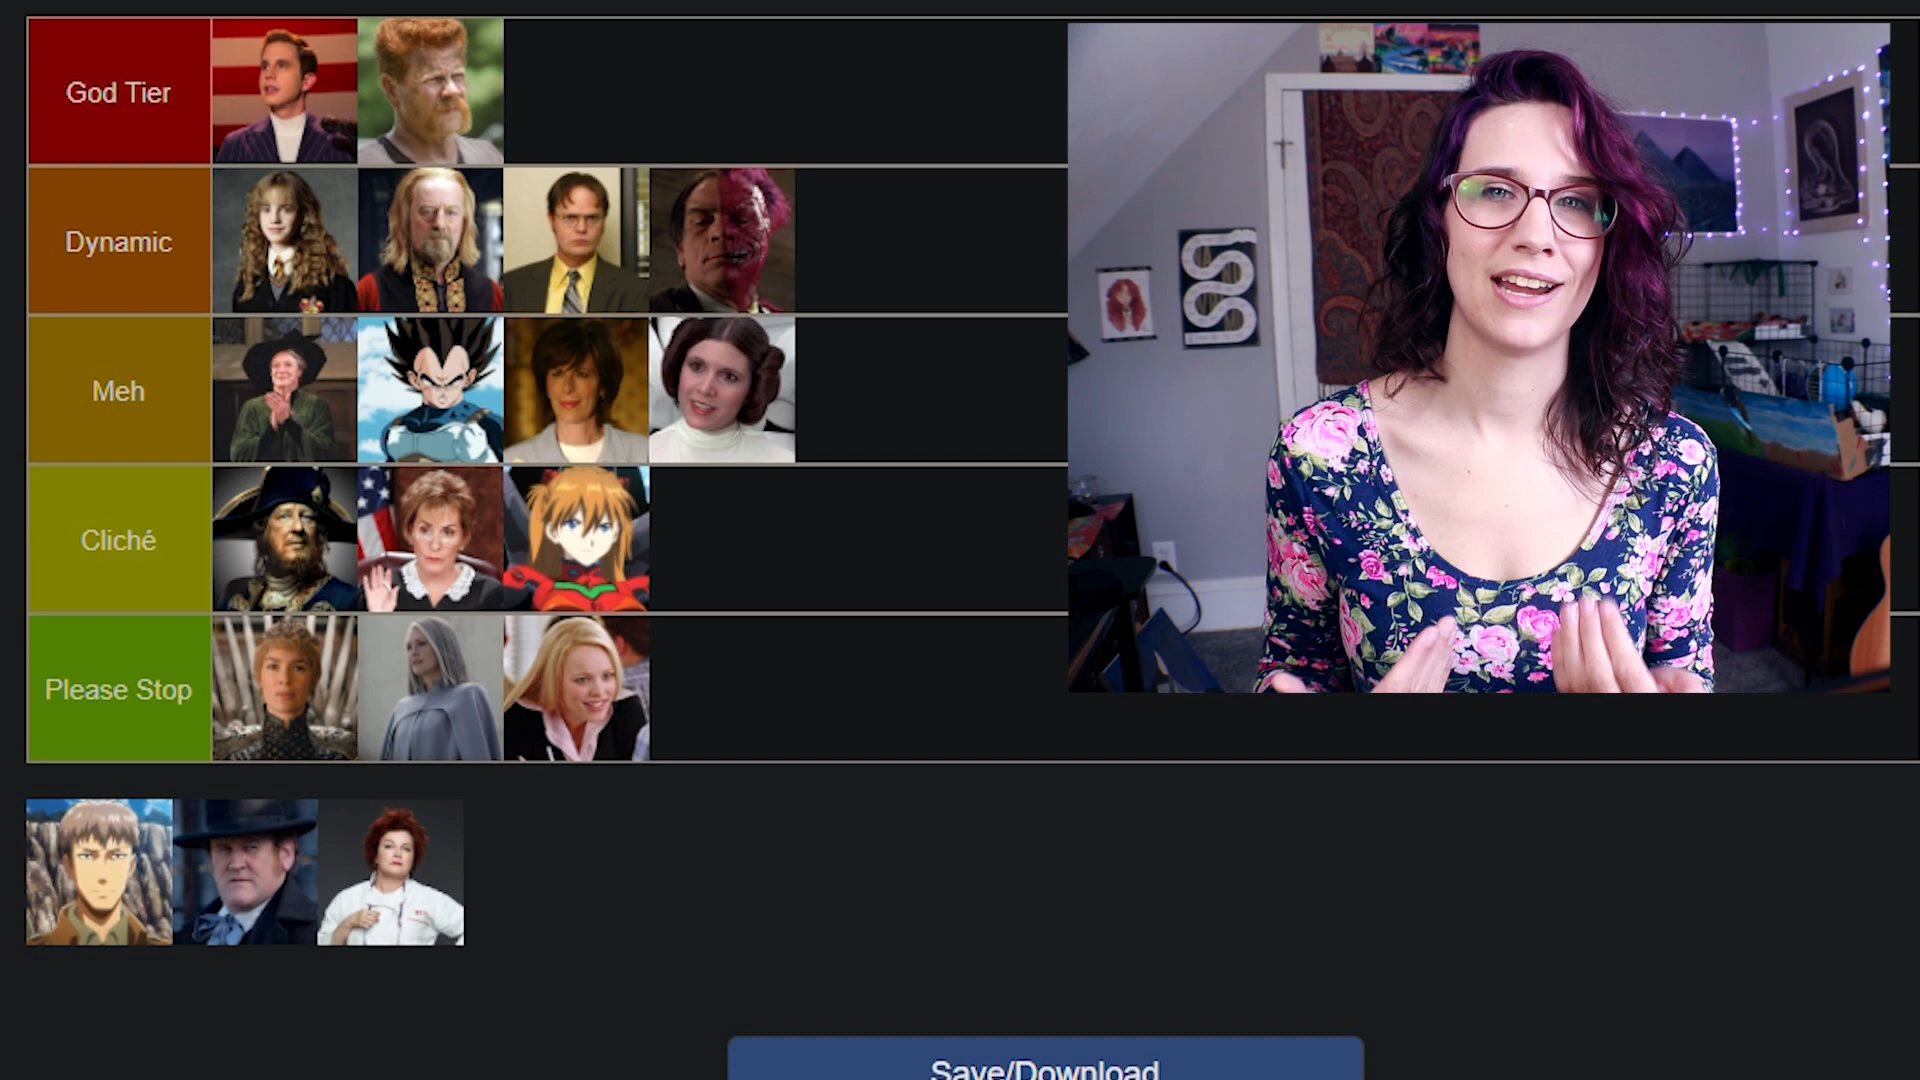 God Tier
Dynamic
Meh
Cliché
Please Stop
Save/Download